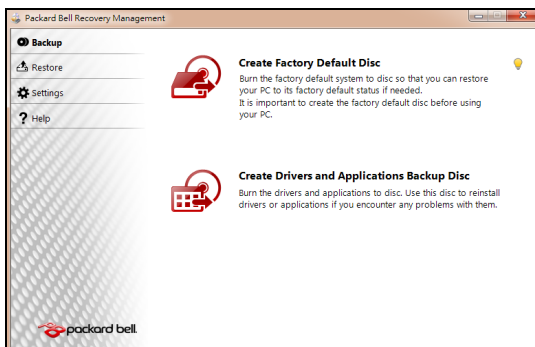 Packard Bell Recovery Management
Backup
Restore
Settings
Help
Create Factory Default Disc
Burn the factory default system to disc so that you can restore
your PC to its factory default status if needed.
It is important to create the factory default disc before using
your PC.
Create Drivers and Applications Backup Disc
Burn the drivers and applications to disc. Use this disc to reinstall
drivers or applications if you encounter any problems with them.
packard bell.